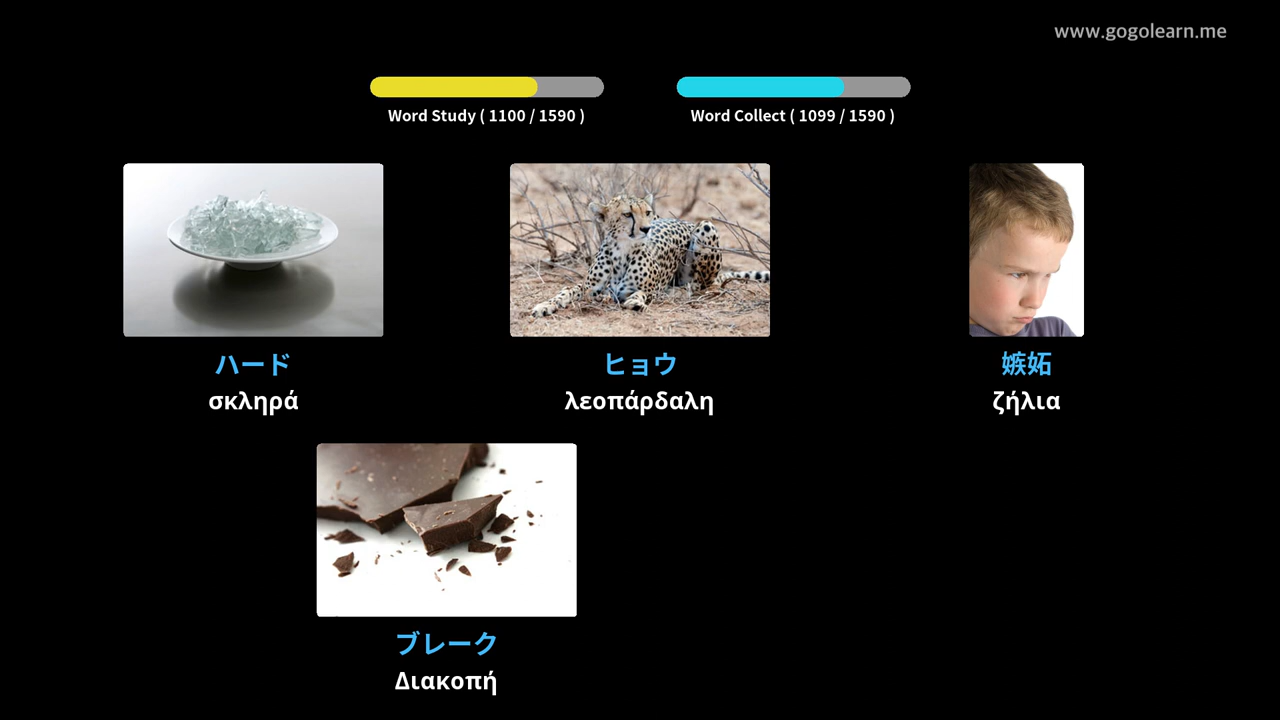 www.gogolearn.me
Word Study ( 1100 / 1590 )
Word Collect ( 1099 / 1590 )
ハード
σκληρά
ヒョウ
λεοπάρδαλη
嫉妬
ζήλια
ブレーク
Διακοπή